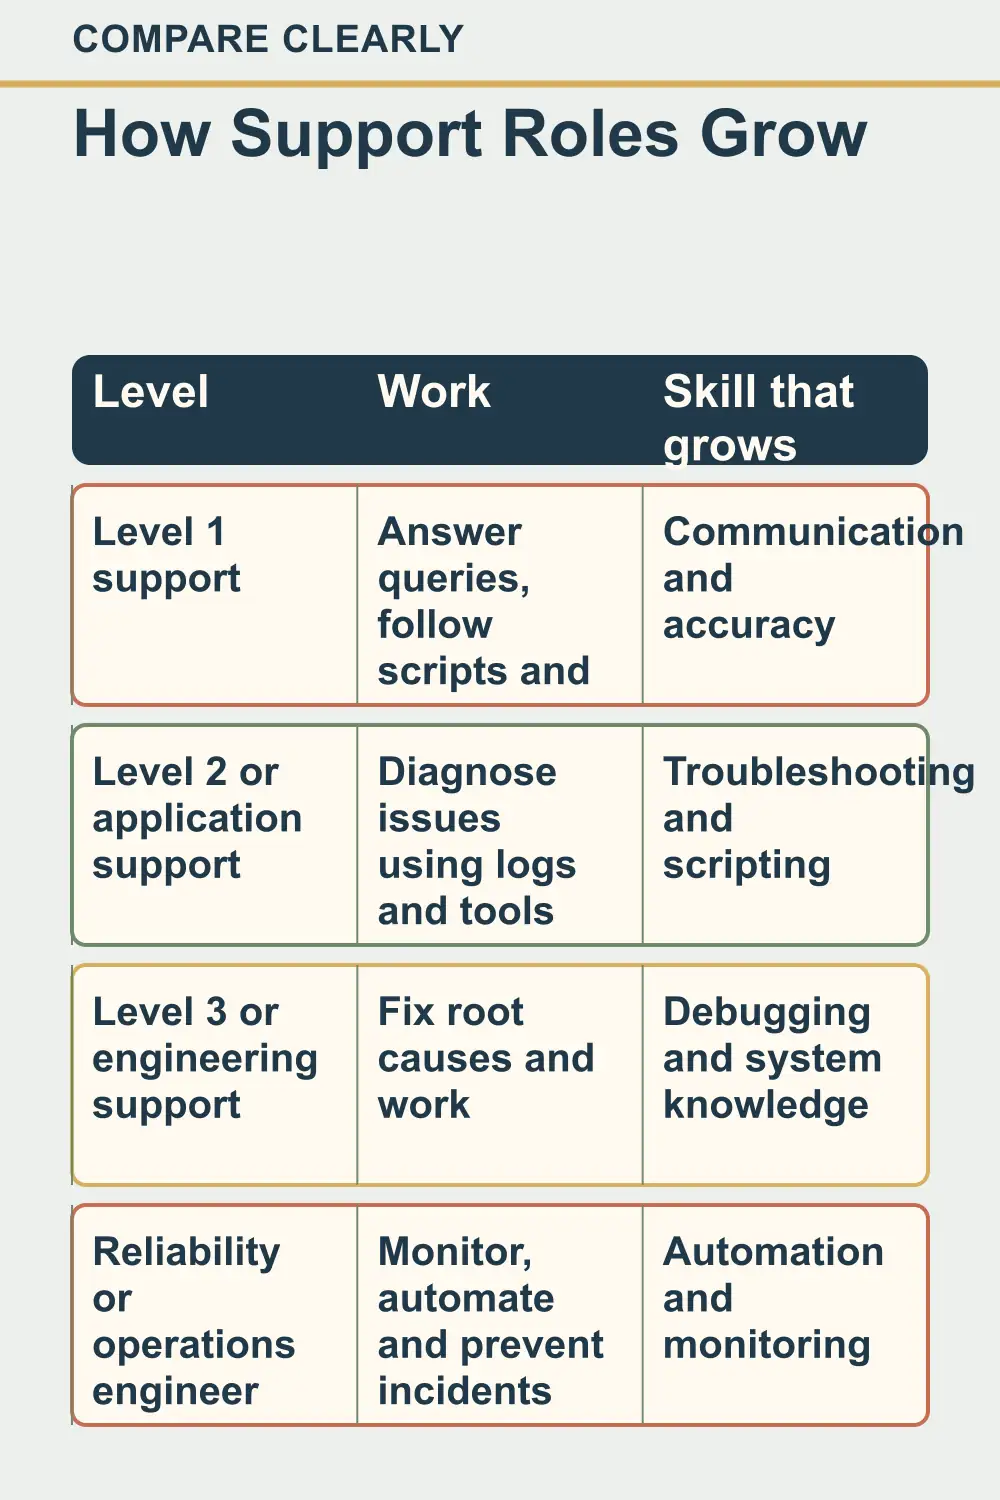 COMPARE CLEARLY
How Support Roles Grow
Level
Work
Skill that
grows
Level 1
support
Answer
queries,
follow
scripts and
Communication
and
accuracy
Level 2 or
application
support
Diagnose
issues
using logs
and tools
Troubleshooting
and
scripting
Level 3 or
engineering
support
Fix root
causes and
work
Debugging
and system
knowledge
Reliability
or
operations
engineer
Monitor,
automate
and prevent
incidents
Automation
and
monitoring